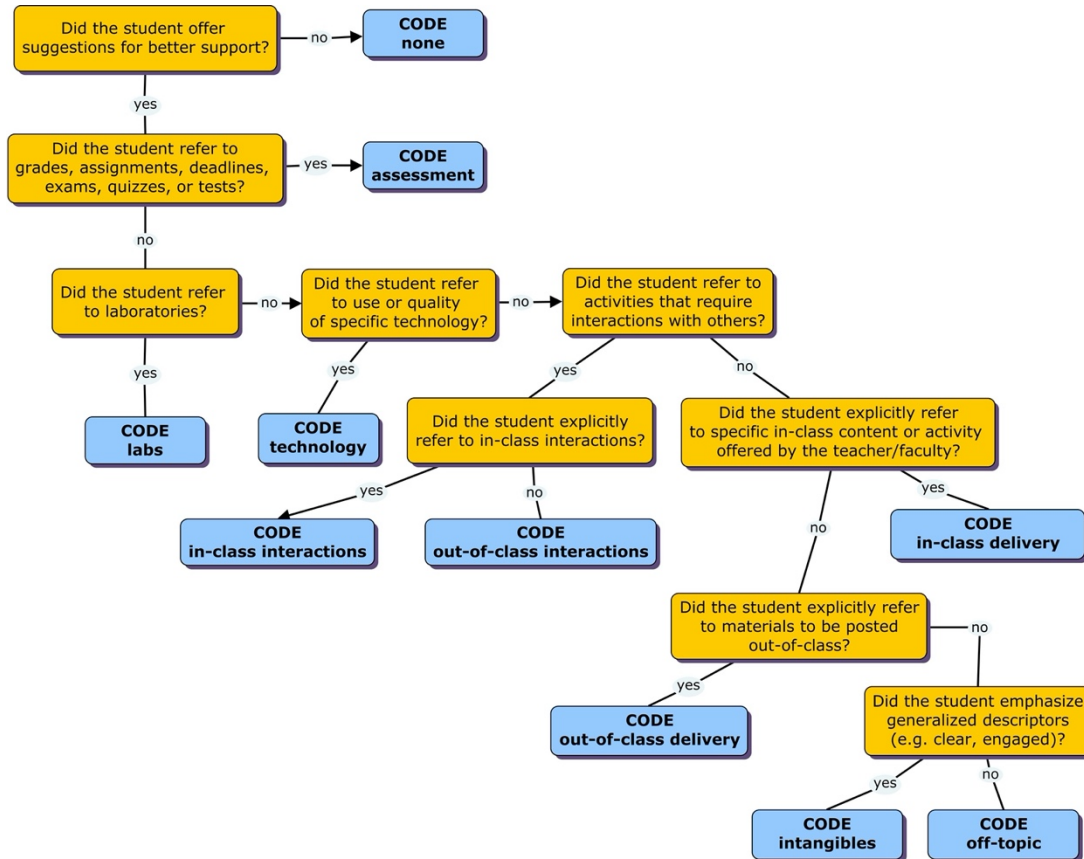 Did the student offer
suggestions for better support?
no
CODE
none
yes
Did the student refer to
grades, assignments, deadlines,
exams, quizzes, or tests?
yes
CODE
assessment
no
Did the student refer
to laboratories?
no
Did the student refer
to use or quality
of specific technology?
no
Did the student refer to
activities that require
interactions with others?
yes
CODE
labs
yes
CODE
technology
yes
no
Did the student explicitly
refer to in-class interactions?
Did the student explicitly refer
to specific in-class content or activity
offered by the teacher/faculty?
yes
CODE
in-class interactions
no
CODE
out-of-class interactions
yes
CODE
in-class delivery
no
Did the student explicitly refer
to materials to be posted
out-of-class?
no
yes
CODE
out-of-class delivery
Did the student emphasize
generalized descriptors
(e.g. clear, engaged)?
yes
no
CODE
intangibles
CODE
off-topic